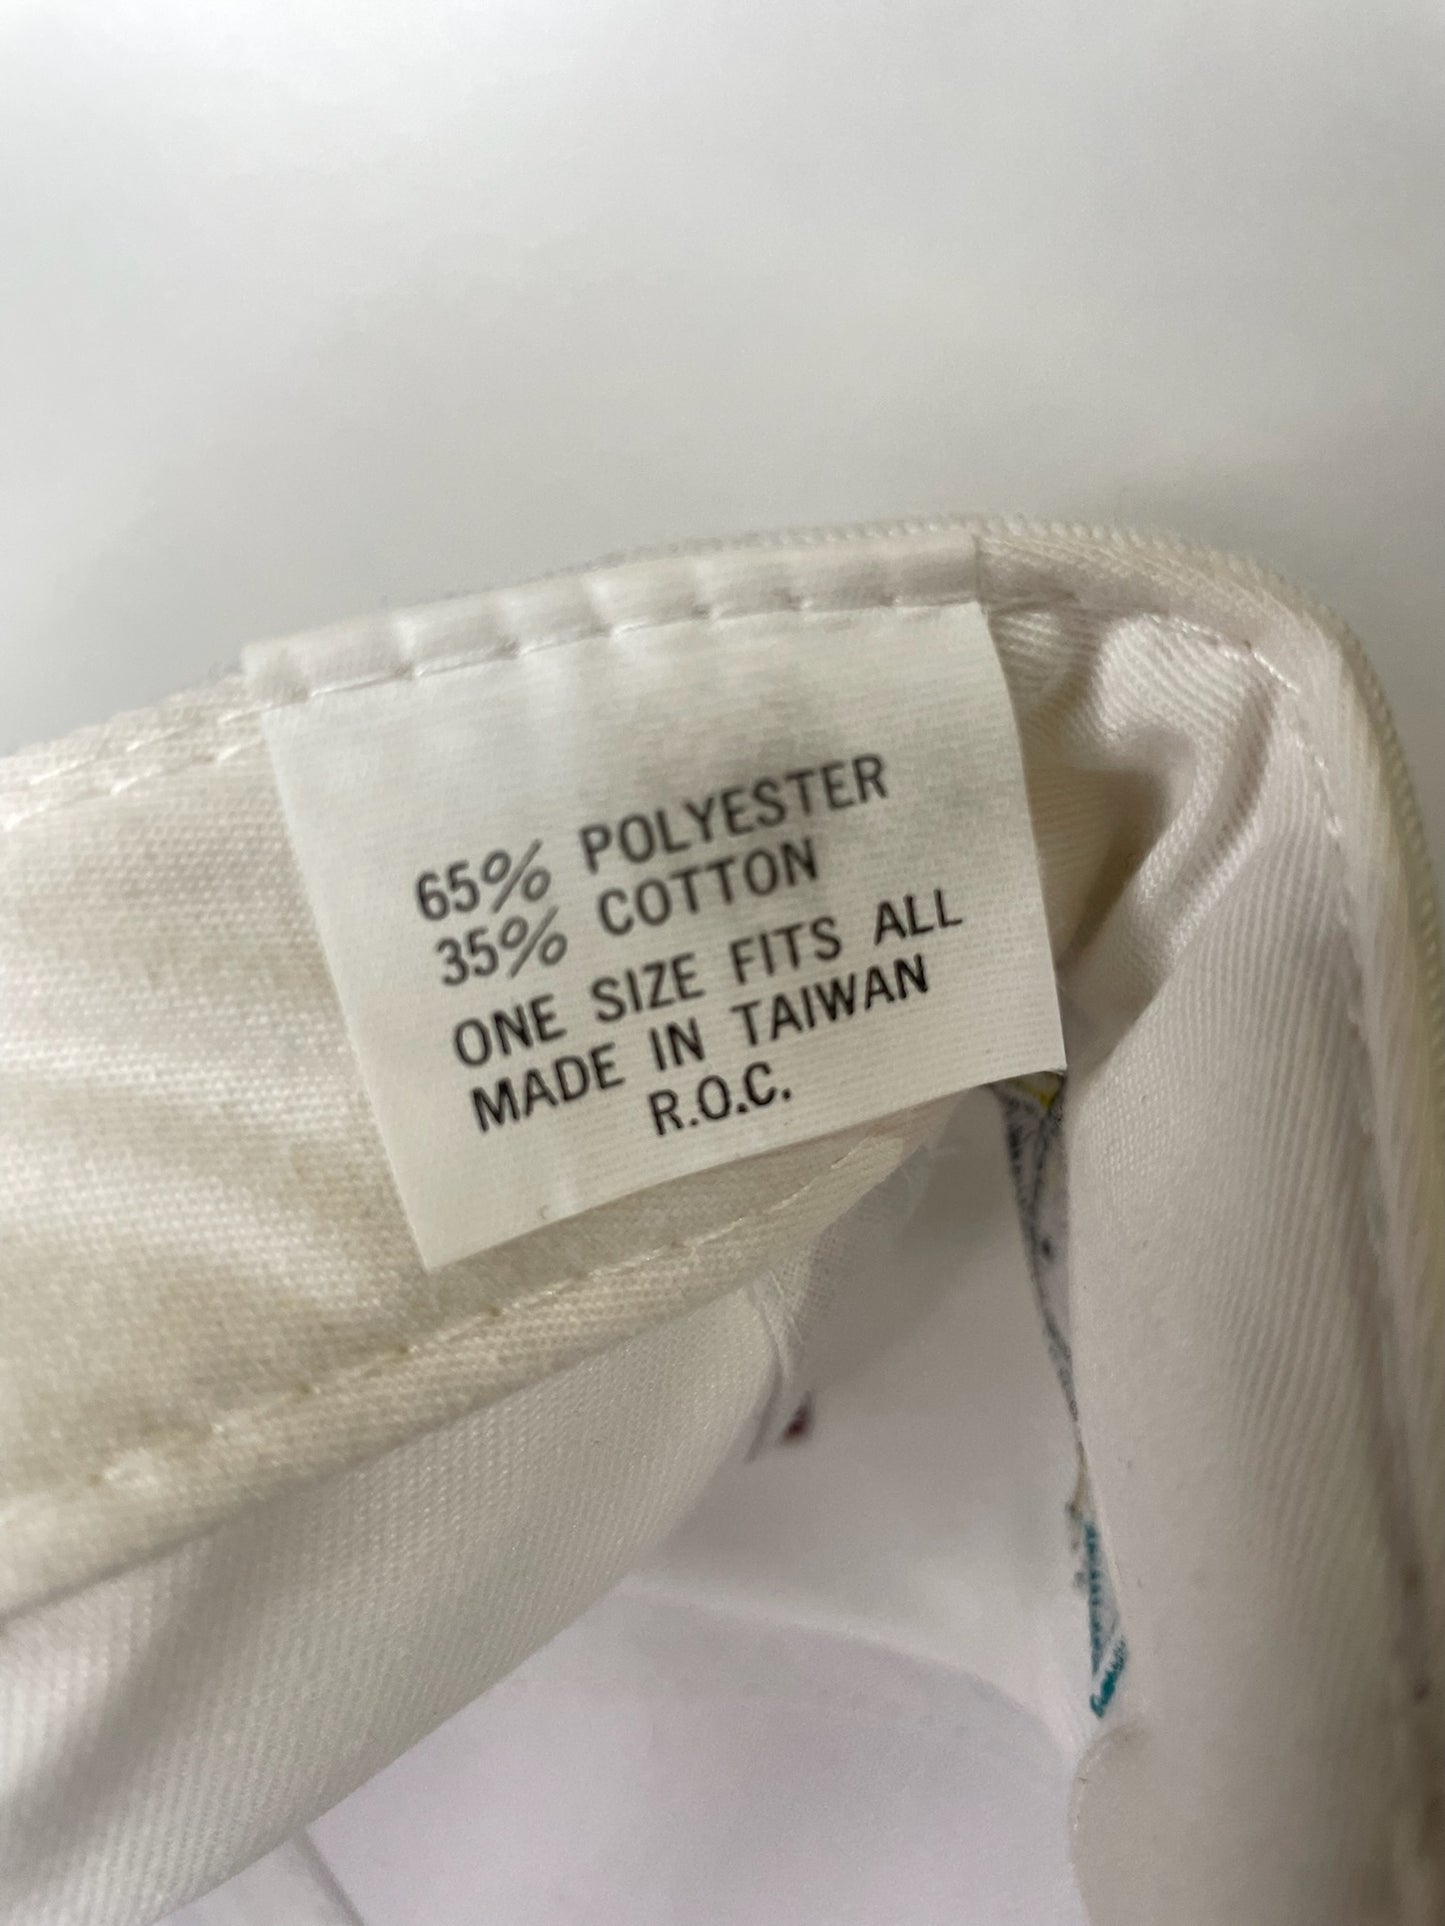 65% POLYESTER
35% COTTON
ONE SIZE FITS ALL
MADE IN TAIWAN
R.O.C.